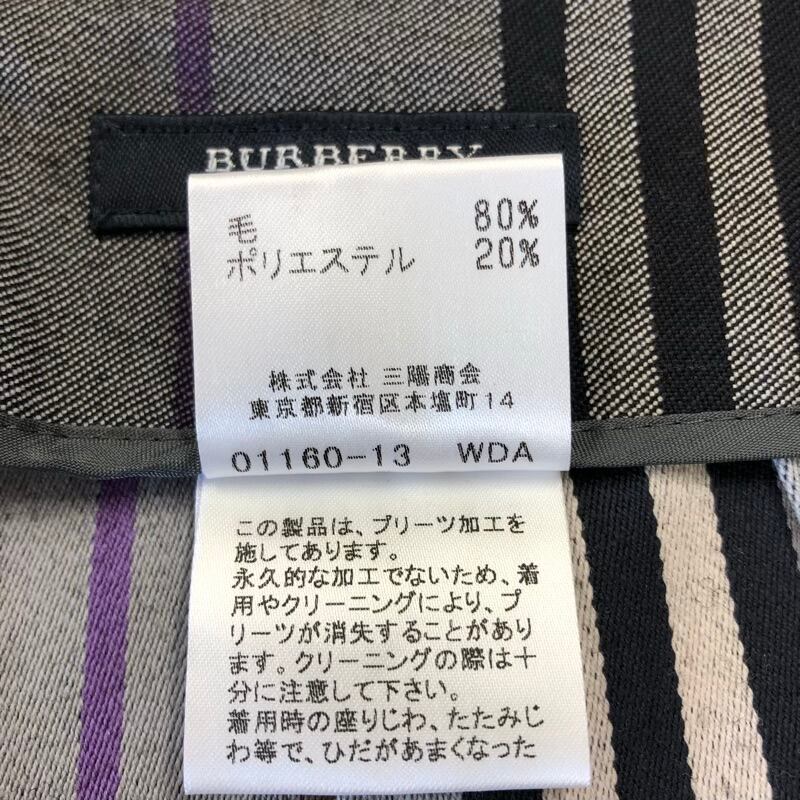 BURBERRY
毛 80%
ポリエステル 20%
株式会社 三陽商会
東京都新宿区本塩町14
01160-13 WDA
この製品は、プリーツ加工を
施してあります。
永久的な加工でないため、着
用やクリーニングにより、プ
リーツが消失することがあり
ます。クリーニングの際は十
分に注意して下さい。
着用時の座りじわ、たたみじ
わ等で、ひだがあまくなった